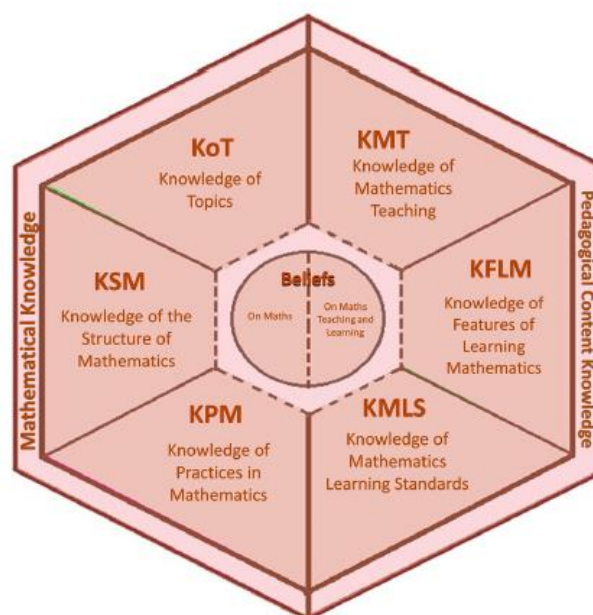 KoT
Knowledge of
Topics
KMT
Knowledge of
Mathematics
Teaching
Mathematical Knowledge
KSM
Knowledge of the
Structure of
Mathematics
Beliefs
On Maths
On Maths
Teaching and
Learning
KFLM
Knowledge of
Features of
Learning
Mathematics
Pedagogical Content Knowledge
KPM
Knowledge of
Practices in
Mathematics
KMLS
Knowledge of
Mathematics
Learning Standards